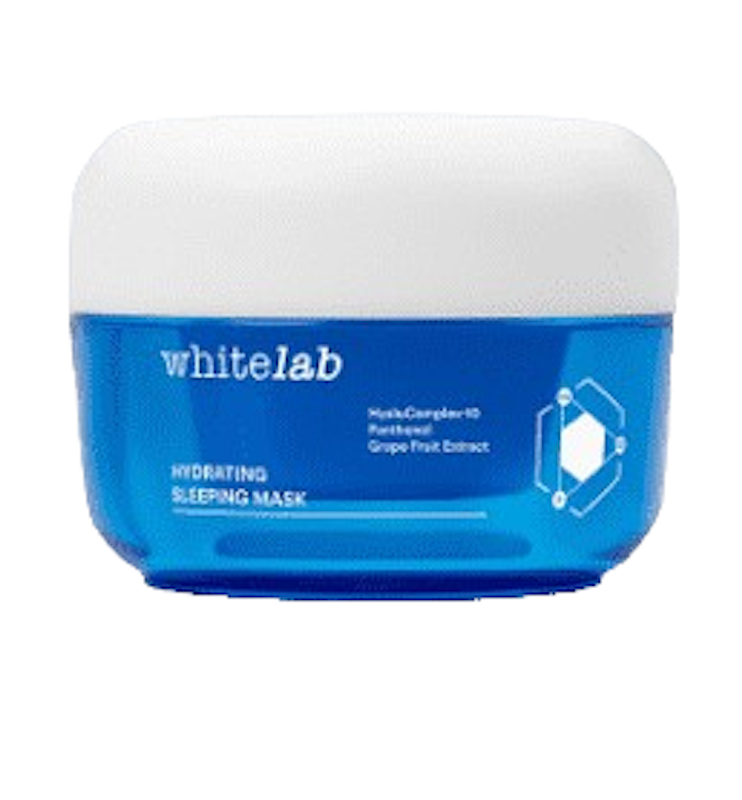 whitelab
HyaluComplex-10
Panthenol
Grape Fruit Extract
HYDRATING
SLEEPING MASK